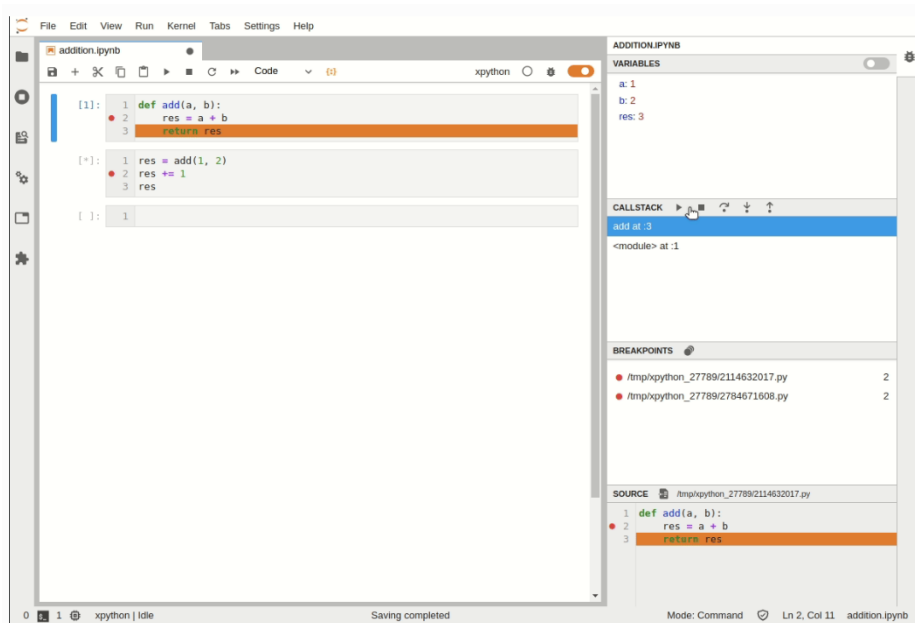 File Edit View Run Kernel Tabs Settings Help
addition.ipynb
Code
xpython
[1]:
1 def add(a, b):
2 res = a + b
3 return res
[*]:
1 res = add(1, 2)
2 res += 1
3 res
[ ]:
1
ADDITION.IPYNB
VARIABLES
a: 1
b: 2
res: 3
CALLSTACK
add at :3
<module> at :1
BREAKPOINTS
/tmp/xpython_27789/2114632017.py 2
/tmp/xpython_27789/2784671608.py 2
SOURCE /tmp/xpython_27789/2114632017.py
1 def add(a, b):
2 res = a + b
3 return res
0 1 xpython | Idle Saving completed Mode: Command Ln 2, Col 11 addition.ipynb